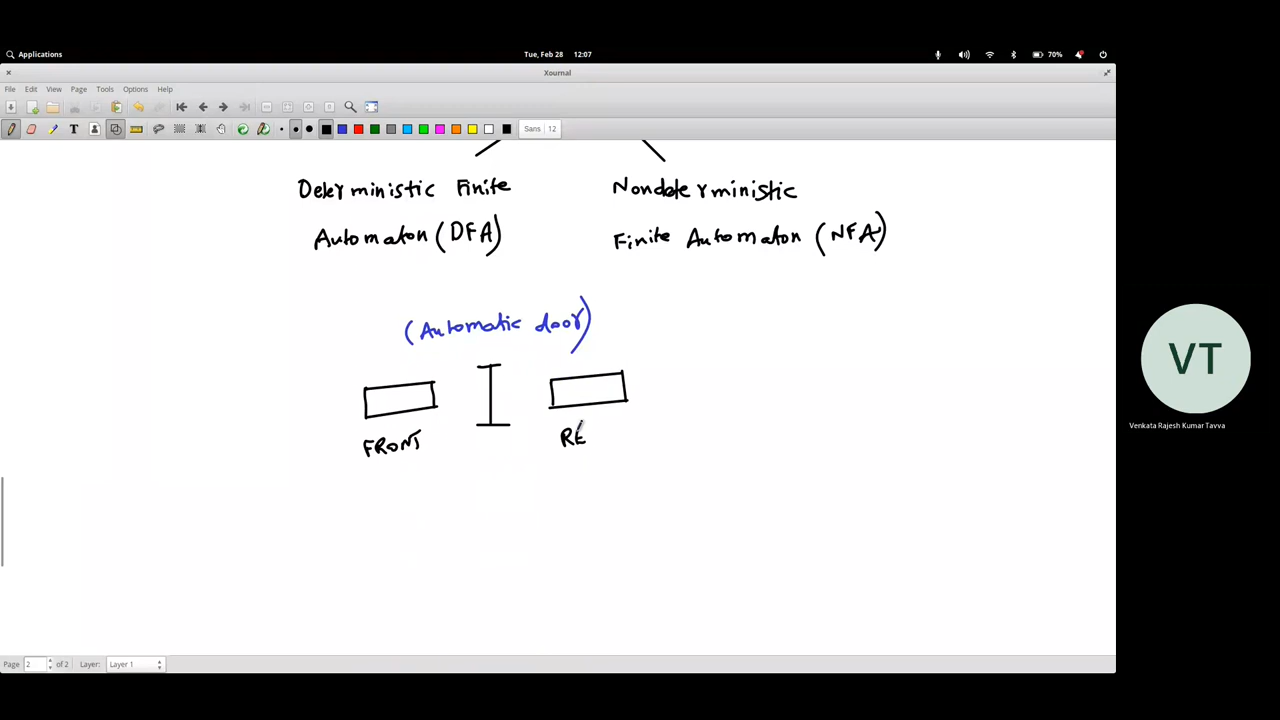 Applications
Tue, Feb 28 12:07
70%
Xournal
File Edit View Page Tools Options Help
Sans 12
Deterministic Finite
Automaton (DFA)
Nondeterministic
Finite Automaton (NFA)
(Automatic door)
FRONT
RE
VT
Venkata Rajesh Kumar Tavva
Page 2 of 2 Layer: Layer 1